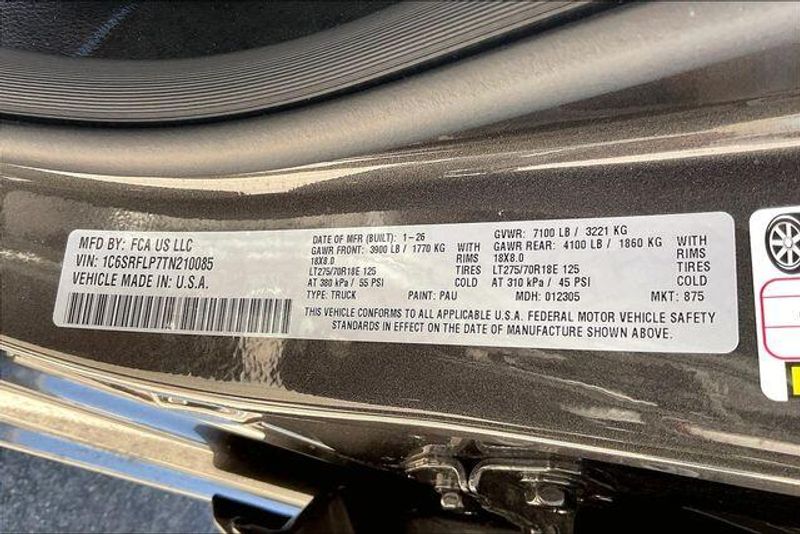 MFD BY: FCA US LLC
VIN: 1C6SRFLP7TN210085
VEHICLE MADE IN: U.S.A.
DATE OF MFR (BUILT): 1-26
GAWR FRONT: 3900 LB / 1770 KG WITH
18X8.0 RIMS
LT275/70R18E 125 TIRES
AT 380 kPa / 55 PSI COLD
TYPE: TRUCK PAINT: PAU
GVWR: 7100 LB / 3221 KG
GAWR REAR: 4100 LB / 1860 KG WITH
18X8.0 RIMS
LT275/70R18E 125 TIRES
AT 310 kPa / 45 PSI COLD
MDH: 012305 MKT: 875
THIS VEHICLE CONFORMS TO ALL APPLICABLE U.S.A. FEDERAL MOTOR VEHICLE SAFETY
STANDARDS IN EFFECT ON THE DATE OF MANUFACTURE SHOWN ABOVE.